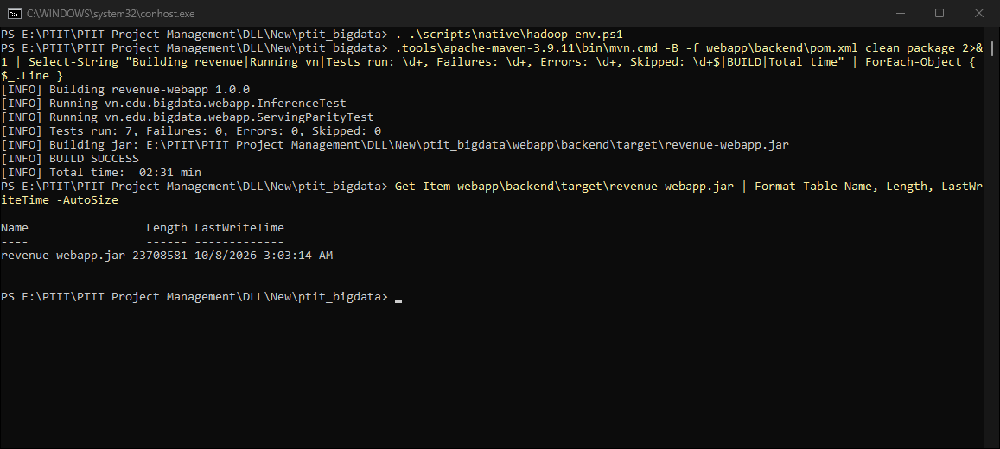 C:\WINDOWS\system32\conhost.exe
PS E:\PTIT\PTIT Project Management\DLL\New\ptit_bigdata> . .\scripts\native\hadoop-env.ps1
PS E:\PTIT\PTIT Project Management\DLL\New\ptit_bigdata> .tools\apache-maven-3.9.11\bin\mvn.cmd -B -f webapp\backend\pom.xml clean package 2>&
1 | Select-String "Building revenue|Running vn|Tests run: \d+, Failures: \d+, Errors: \d+, Skipped: \d+$|BUILD|Total time" | ForEach-Object {
$_.Line }
[INFO] Building revenue-webapp 1.0.0
[INFO] Running vn.edu.bigdata.webapp.InferenceTest
[INFO] Running vn.edu.bigdata.webapp.ServingParityTest
[INFO] Tests run: 7, Failures: 0, Errors: 0, Skipped: 0
[INFO] Building jar: E:\PTIT\PTIT Project Management\DLL\New\ptit_bigdata\webapp\backend\target\revenue-webapp.jar
[INFO] BUILD SUCCESS
[INFO] Total time:  02:31 min
PS E:\PTIT\PTIT Project Management\DLL\New\ptit_bigdata> Get-Item webapp\backend\target\revenue-webapp.jar | Format-Table Name, Length, LastWr
iteTime -AutoSize
Name                 Length LastWriteTime
----                 ------ -------------
revenue-webapp.jar 23708581 10/8/2026 3:03:14 AM
PS E:\PTIT\PTIT Project Management\DLL\New\ptit_bigdata>